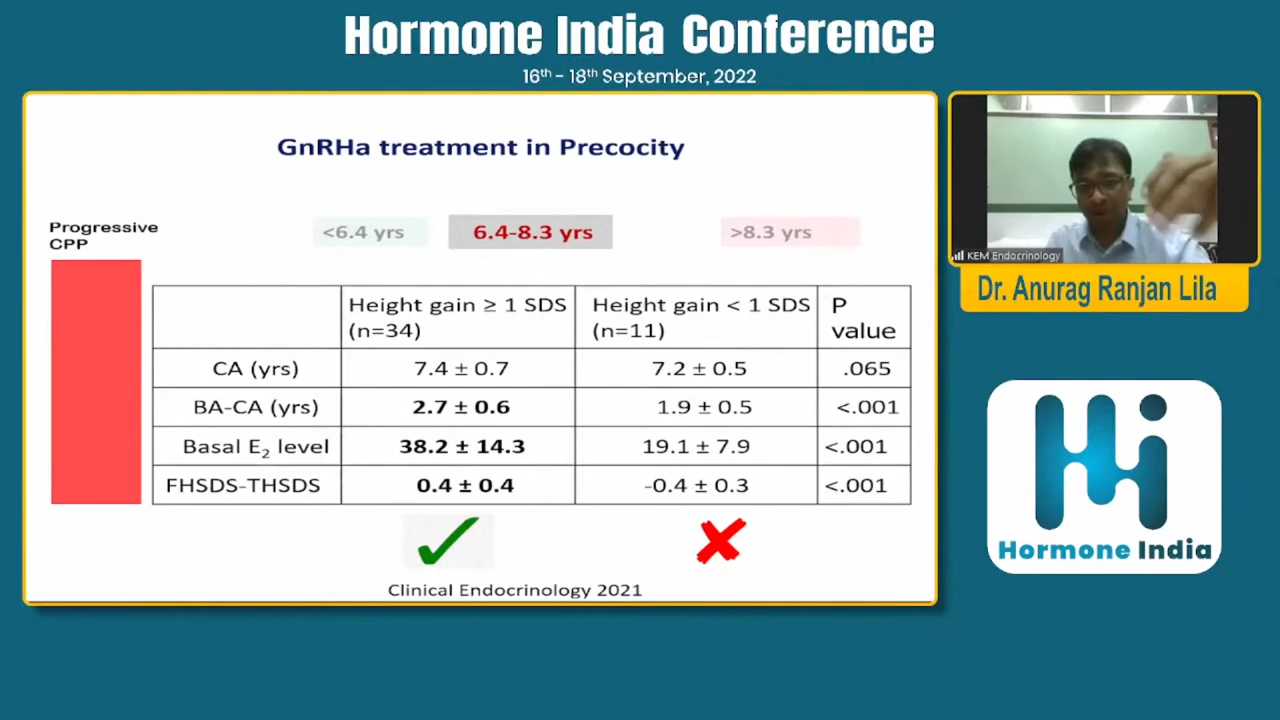 Hormone India Conference
16th - 18th September, 2022
GnRHa treatment in Precocity
Progressive
CPP
<6.4 yrs
6.4-8.3 yrs
>8.3 yrs
Height gain ≥ 1 SDS (n=34)
Height gain < 1 SDS (n=11)
P value
CA (yrs) 7.4 ± 0.7 7.2 ± 0.5 .065
BA-CA (yrs) 2.7 ± 0.6 1.9 ± 0.5 <.001
Basal E₂ level 38.2 ± 14.3 19.1 ± 7.9 <.001
FHSDS-THSDS 0.4 ± 0.4 -0.4 ± 0.3 <.001
Clinical Endocrinology 2021
KEM Endocrinology
Dr. Anurag Ranjan Lila
Hi
Hormone India